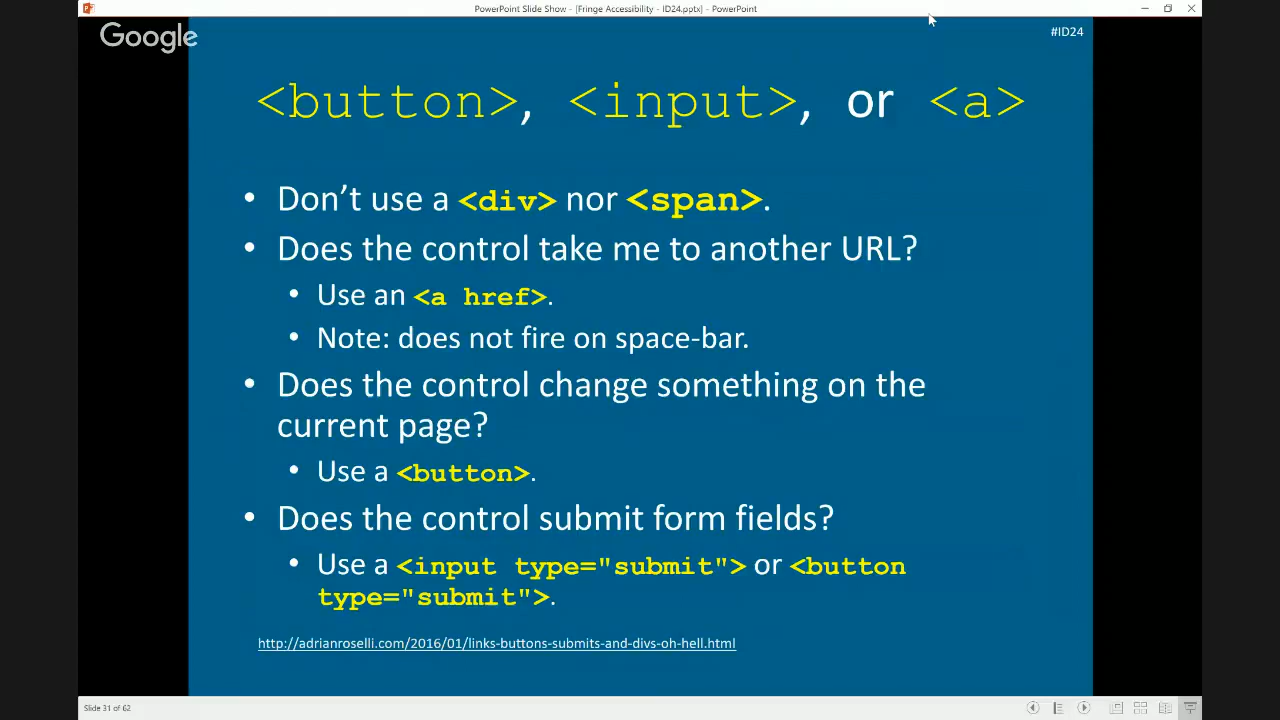 PowerPoint Slide Show - [Fringe Accessibility - ID24.pptx] - PowerPoint
Google
#ID24
<button>, <input>, or <a>
• Don’t use a <div> nor <span>.
• Does the control take me to another URL?
• Use an <a href>.
• Note: does not fire on space-bar.
• Does the control change something on the
current page?
• Use a <button>.
• Does the control submit form fields?
• Use a <input type="submit"> or <button
type="submit">.
http://adrianroselli.com/2016/01/links-buttons-submits-and-divs-oh-hell.html
Slide 31 of 62